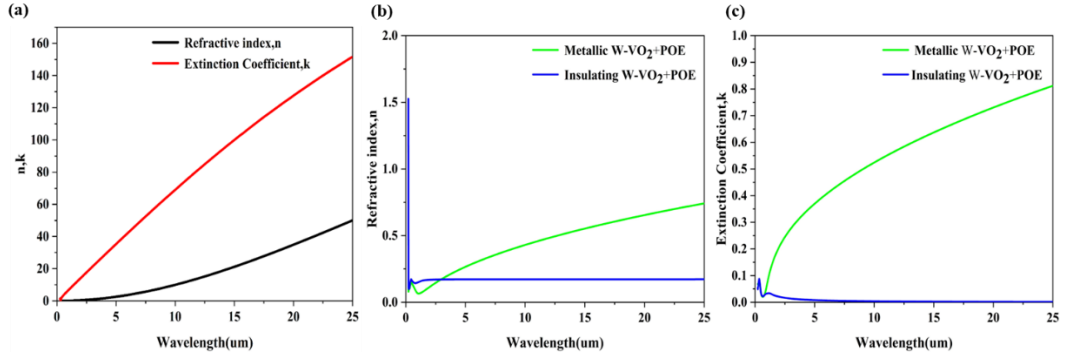 (a)
160
140
120
100
80
60
40
20
0
n,k
Refractive index,n
Extinction Coefficient,k
0 5 10 15 20 25
Wavelength(um)
(b)
2.0
1.5
1.0
0.5
0.0
Refractive index,n
Metallic W-VO2+POE
Insulating W-VO2+POE
0 5 10 15 20 25
Wavelength(um)
(c)
1.0
0.9
0.8
0.7
0.6
0.5
0.4
0.3
0.2
0.1
0.0
Extinction Coefficient,k
Metallic W-VO2+POE
Insulating W-VO2+POE
0 5 10 15 20 25
Wavelength(um)